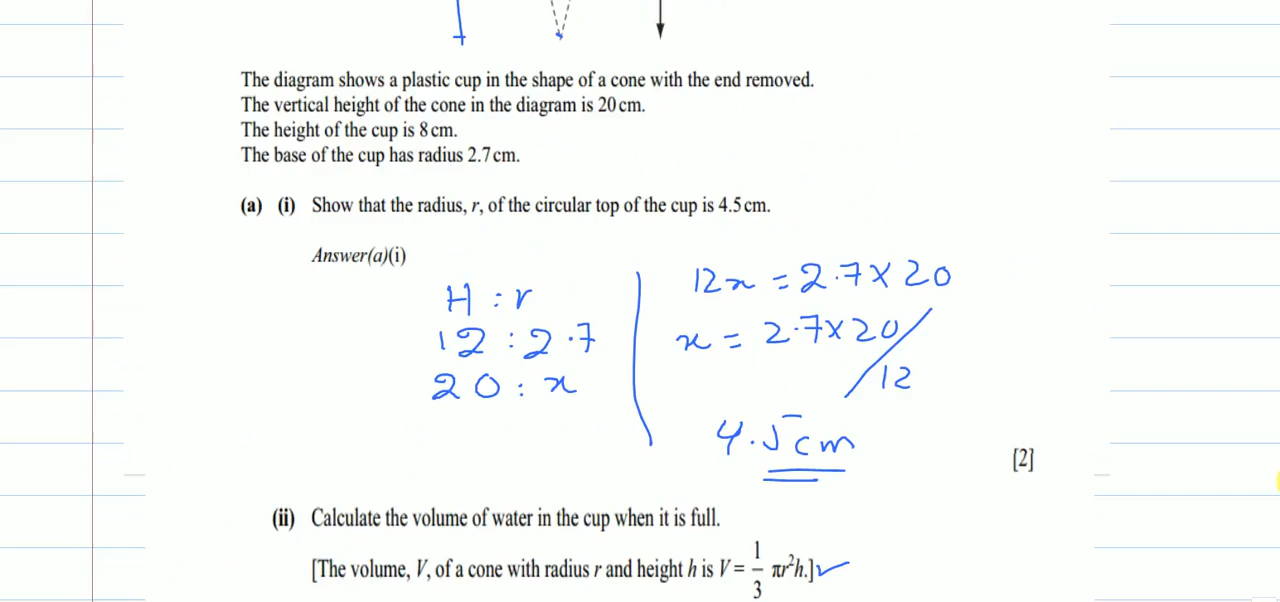 The diagram shows a plastic cup in the shape of a cone with the end removed.
The vertical height of the cone in the diagram is 20 cm.
The height of the cup is 8 cm.
The base of the cup has radius 2.7 cm.
(a) (i) Show that the radius, r, of the circular top of the cup is 4.5 cm.
Answer(a)(i)
H : r
12 : 2.7
20 : x
12x = 2.7 × 20
x = 2.7 × 20 / 12
4.5 cm
[2]
(ii) Calculate the volume of water in the cup when it is full.
[The volume, V, of a cone with radius r and height h is V = 1/3 πr²h.] ✓